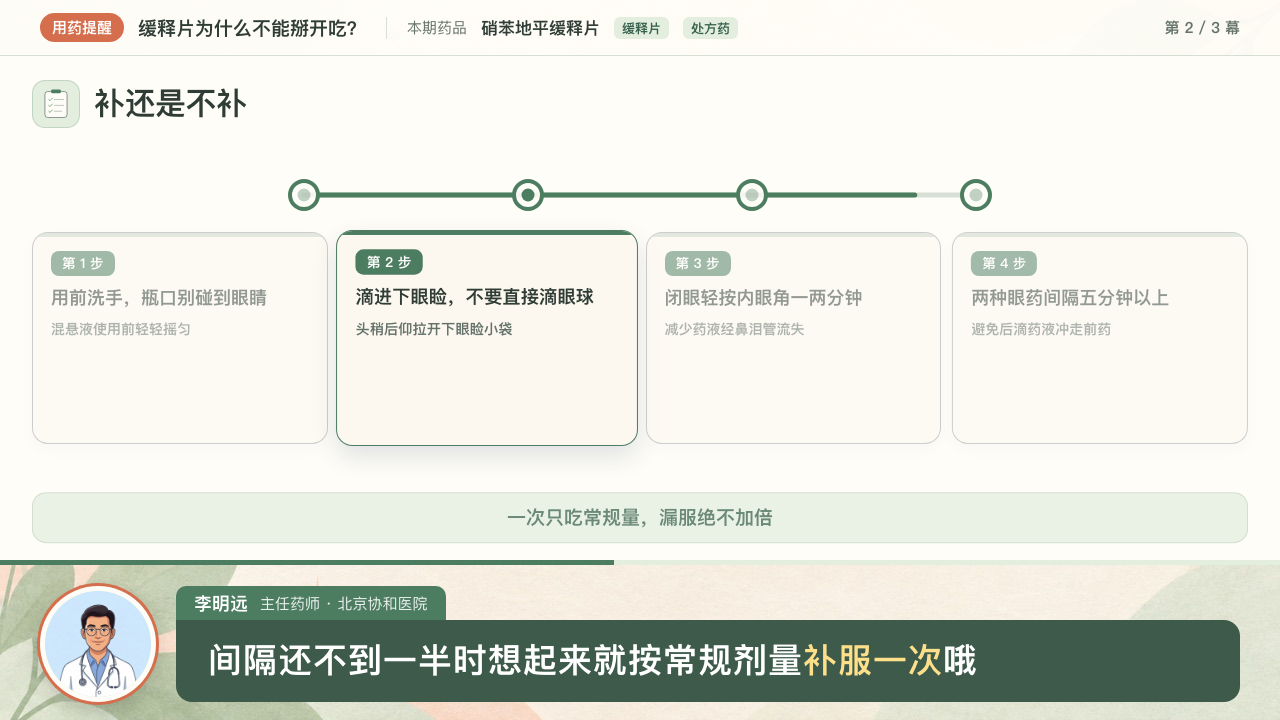 用药提醒 缓释片为什么不能掰开吃? 本期药品 硝苯地平缓释片 缓释片 处方药 第 2 / 3 幕
补还是不补
第 1 步
用前洗手，瓶口别碰到眼睛
混悬液使用前轻轻摇匀
第 2 步
滴进下眼睑，不要直接滴眼球
头稍后仰拉开下眼睑小袋
第 3 步
闭眼轻按内眼角一两分钟
减少药液经鼻泪管流失
第 4 步
两种眼药间隔五分钟以上
避免后滴药液冲走前药
一次只吃常规量，漏服绝不加倍
李明远 主任药师 · 北京协和医院
间隔还不到一半时想起来就按常规剂量补服一次哦